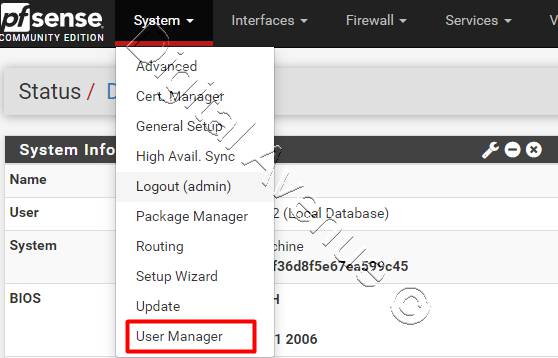 pfsense
COMMUNITY EDITION
System Interfaces Firewall Services
Status /
Advanced
Cert. Manager
General Setup
High Avail. Sync
Logout (admin)
Package Manager
Routing
Setup Wizard
Update
User Manager
System Info
Name
User 2 (Local Database)
System chine
f36d8f5e67ea599c45
BIOS H
1 2006
Digital Avenue ©